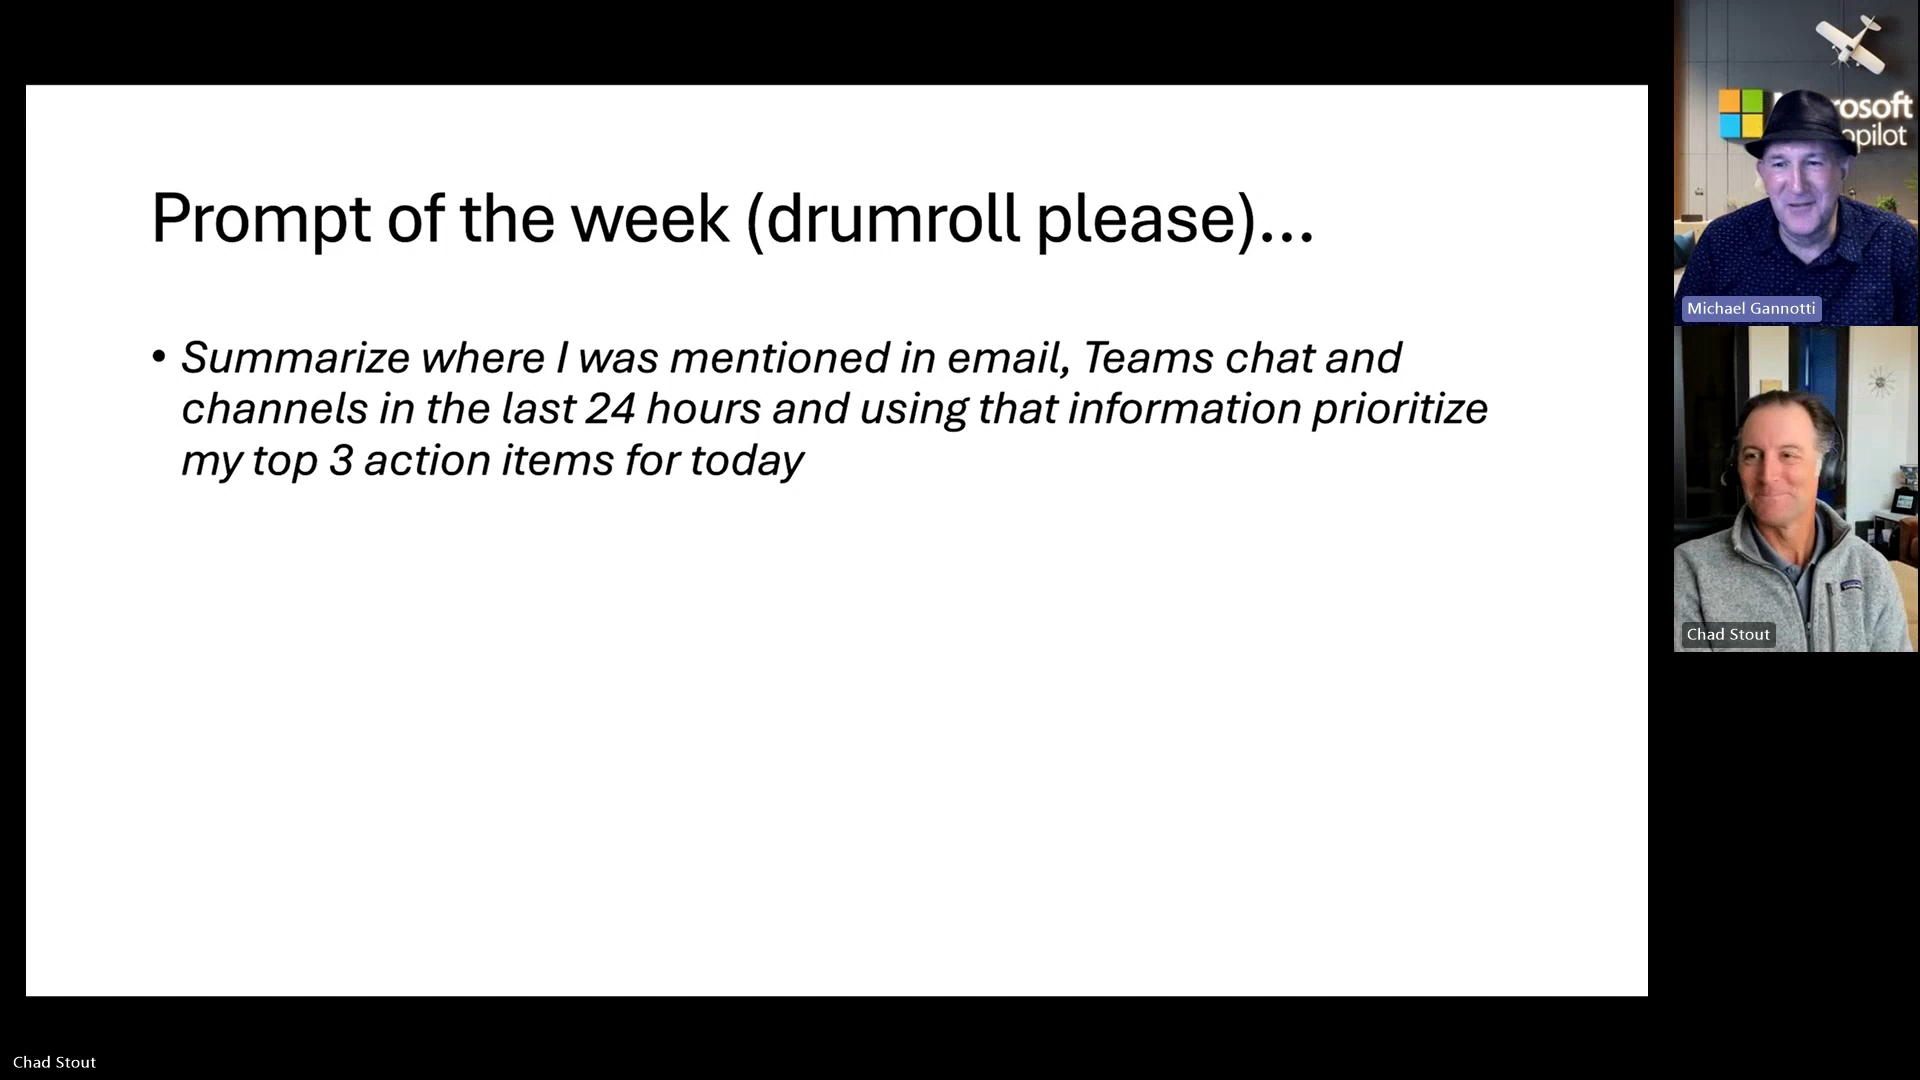 Prompt of the week (drumroll please)...
• Summarize where I was mentioned in email, Teams chat and
channels in the last 24 hours and using that information prioritize
my top 3 action items for today
rosoft
opilot
Michael Gannotti
Chad Stout
Chad Stout